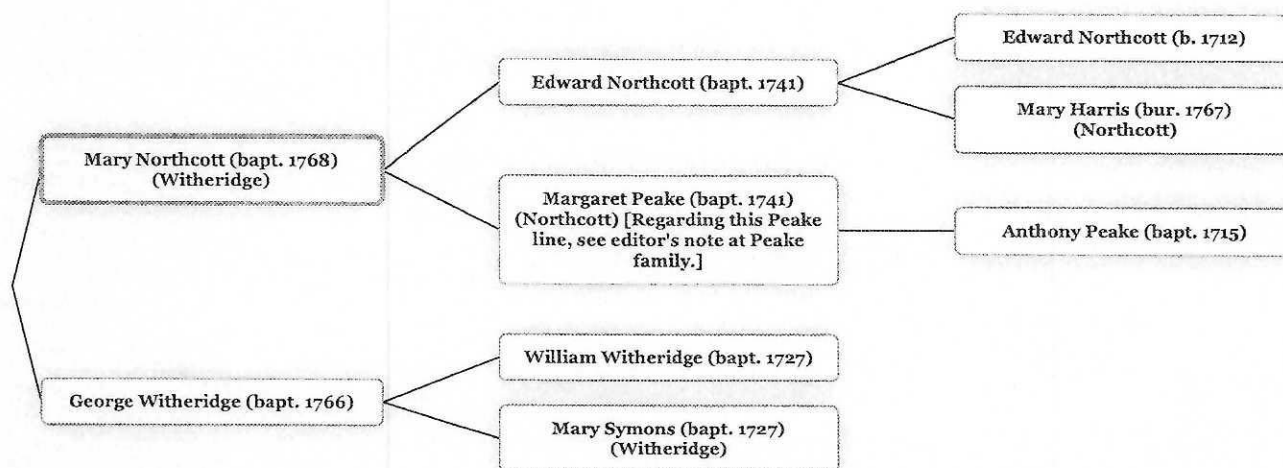 Edward Northcott (b. 1712)
Edward Northcott (bapt. 1741)
Mary Harris (bur. 1767)
(Northcott)
Mary Northcott (bapt. 1768)
(Witheridge)
Margaret Peake (bapt. 1741)
(Northcott) [Regarding this Peake
line, see editor's note at Peake
family.]
Anthony Peake (bapt. 1715)
William Witheridge (bapt. 1727)
George Witheridge (bapt. 1766)
Mary Symons (bapt. 1727)
(Witheridge)